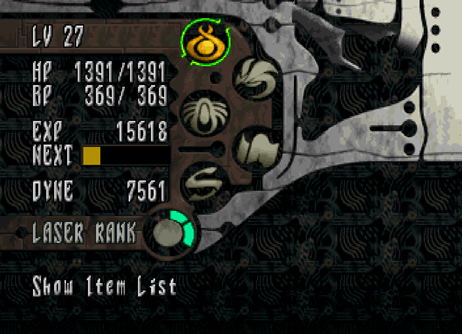 LV 27
HP 1391/1391
BP 369/ 369
EXP 15618
NEXT
DYNE 7561
LASER RANK
Show Item List